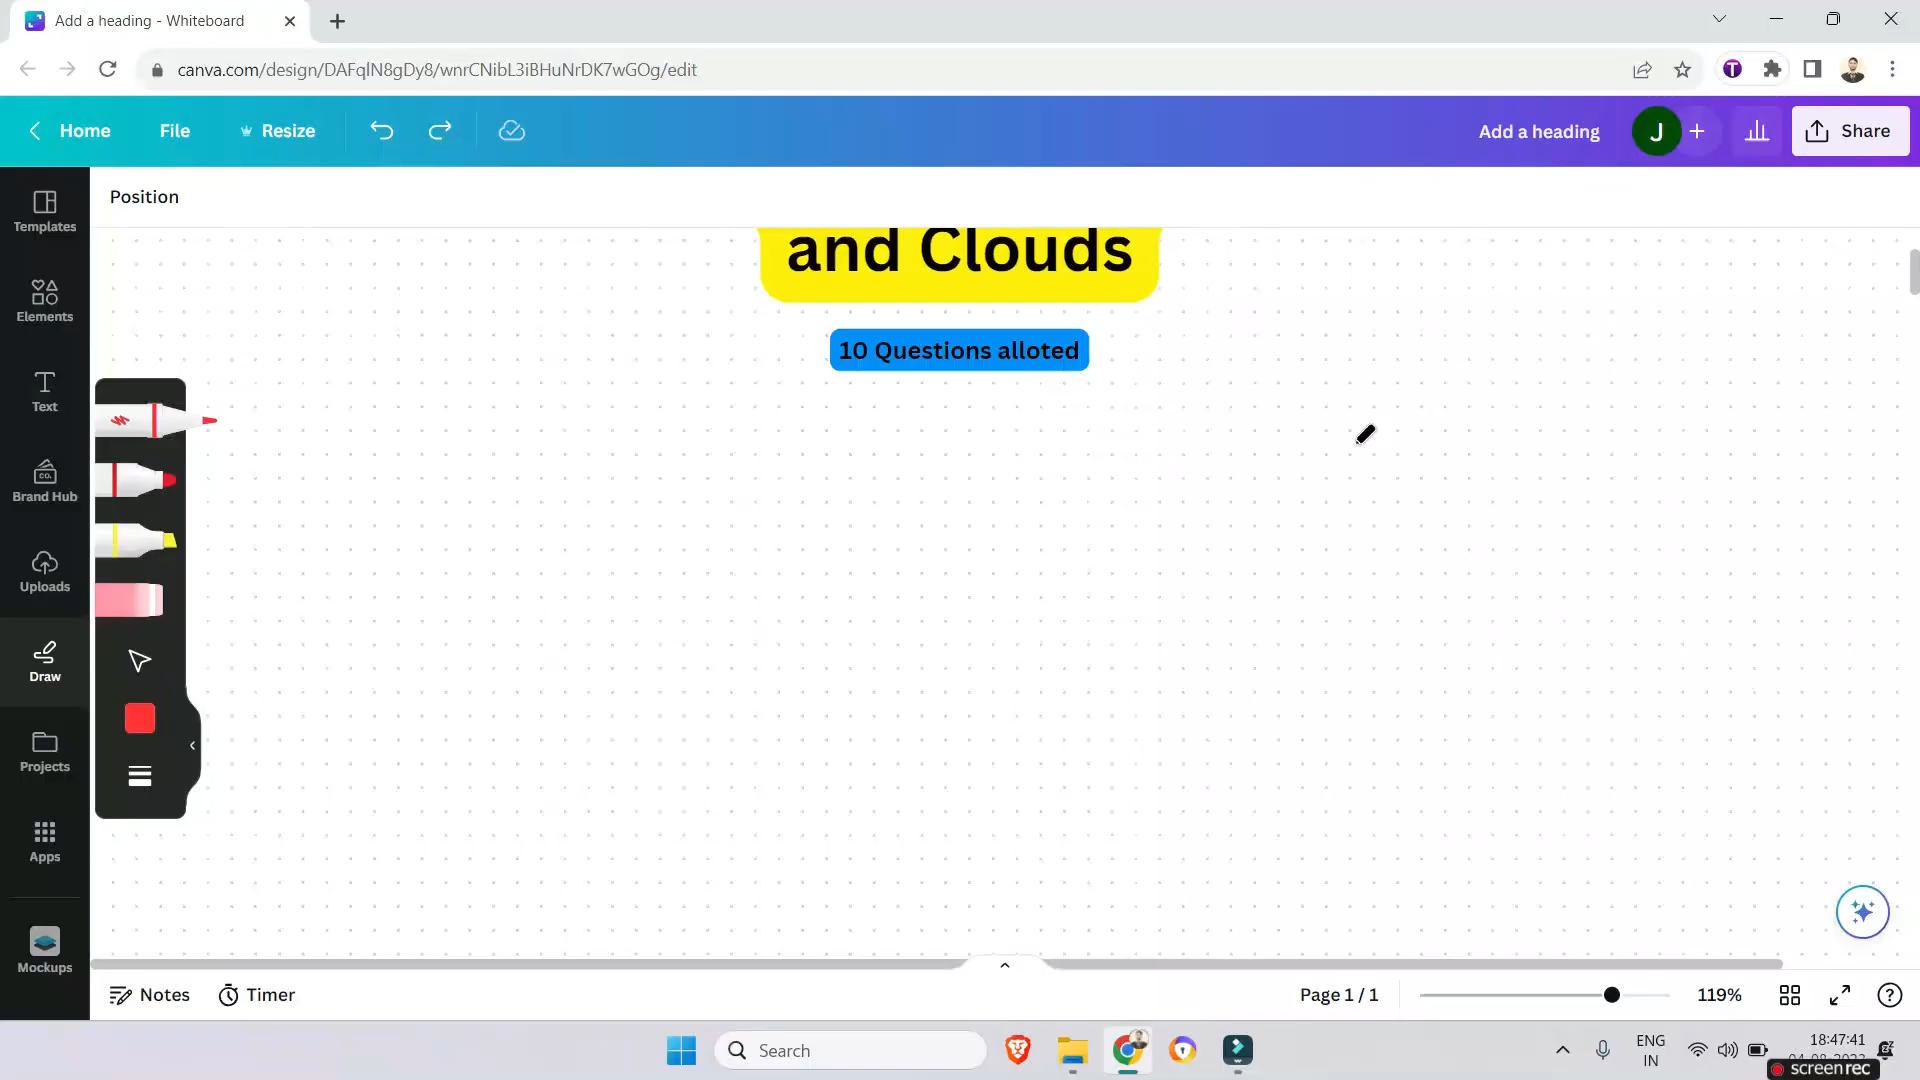 Add a heading - Whiteboard
canva.com/design/DAFqlN8gDy8/wnrCNibL3iBHuNrDK7wGOg/edit
T
Home
File
Resize
Add a heading
J
Share
Position
Templates
Elements
Text
CO.
Brand Hub
Uploads
Draw
Projects
Apps
Mockups
and Clouds
10 Questions alloted
Notes
Timer
Page 1 / 1
119%
Search
ENG
IN
18:47:41
screenrec